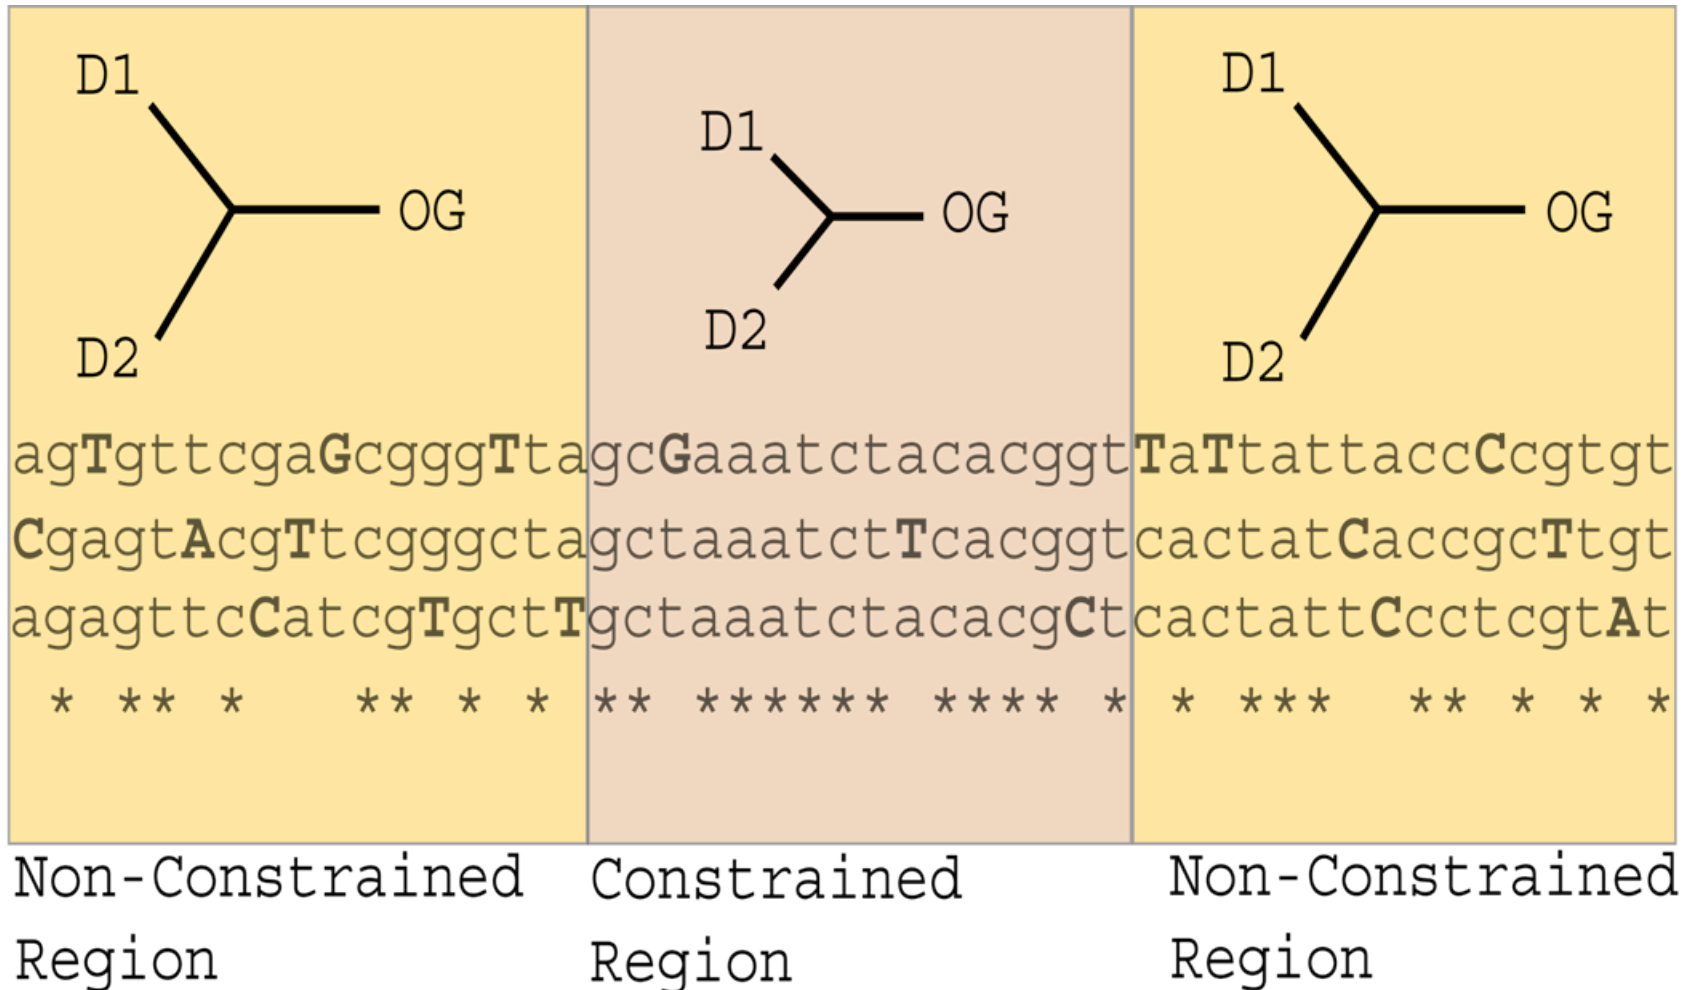 D1
D2
OG
D1
D2
OG
D1
D2
OG
agTgttcgaGcgggTtagcGaaatctacacggtTaTtattaccCcgtgt
CgagtAcgTtcgggctagctaaatctTcacggtcactatCaccgcTtgt
agagttcCatcgTgctTgctaaatctacacgCtcactattCcctcgtAt
* ** *   ** * * ** ****** **** * * ***  ** * * *
Non-Constrained
Region
Constrained
Region
Non-Constrained
Region